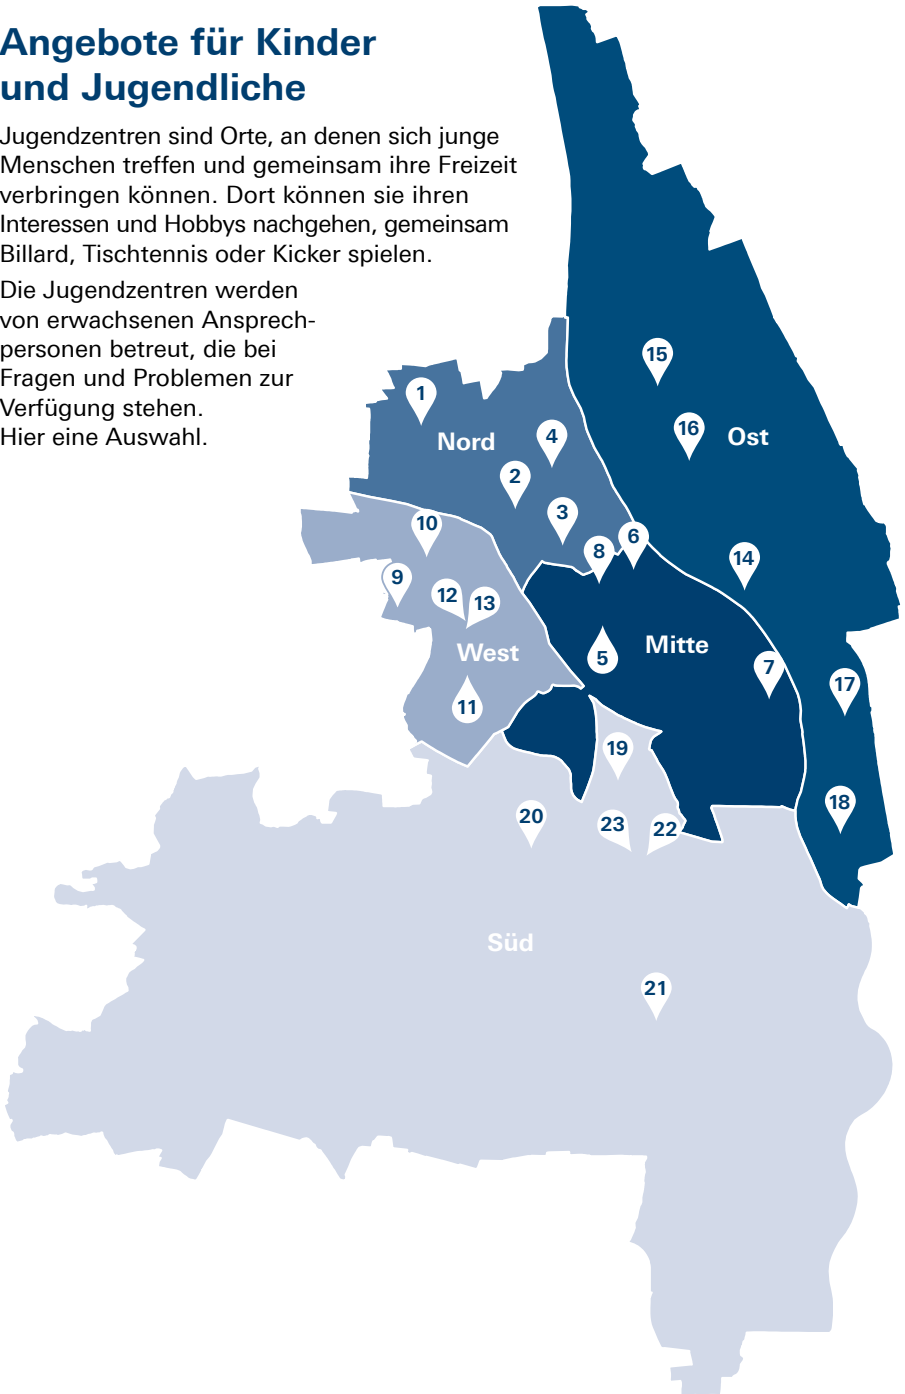 Angebote für Kinder
und Jugendliche
Jugendzentren sind Orte, an denen sich junge
Menschen treffen und gemeinsam ihre Freizeit
verbringen können. Dort können sie ihren
Interessen und Hobbys nachgehen, gemeinsam
Billard, Tischtennis oder Kicker spielen.
Die Jugendzentren werden
von erwachsenen Ansprech-
personen betreut, die bei
Fragen und Problemen zur
Verfügung stehen.
Hier eine Auswahl.
15
1
16
Ost
4
Nord
2
3
10
6
8
14
9
12
13
Mitte
West
5
7
17
11
19
18
20
23
22
Süd
21